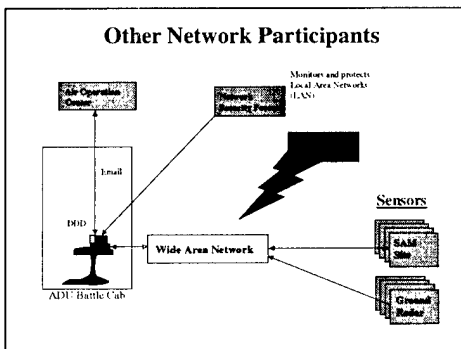 Other Network Participants
Air Operation
Center
Network
Security Person
Monitors and protects
Local Area Networks
(LAN)
Email
DDD
Sensors
Wide Area Network
SAM
Site
ADU Battle Cab
Ground
Radar